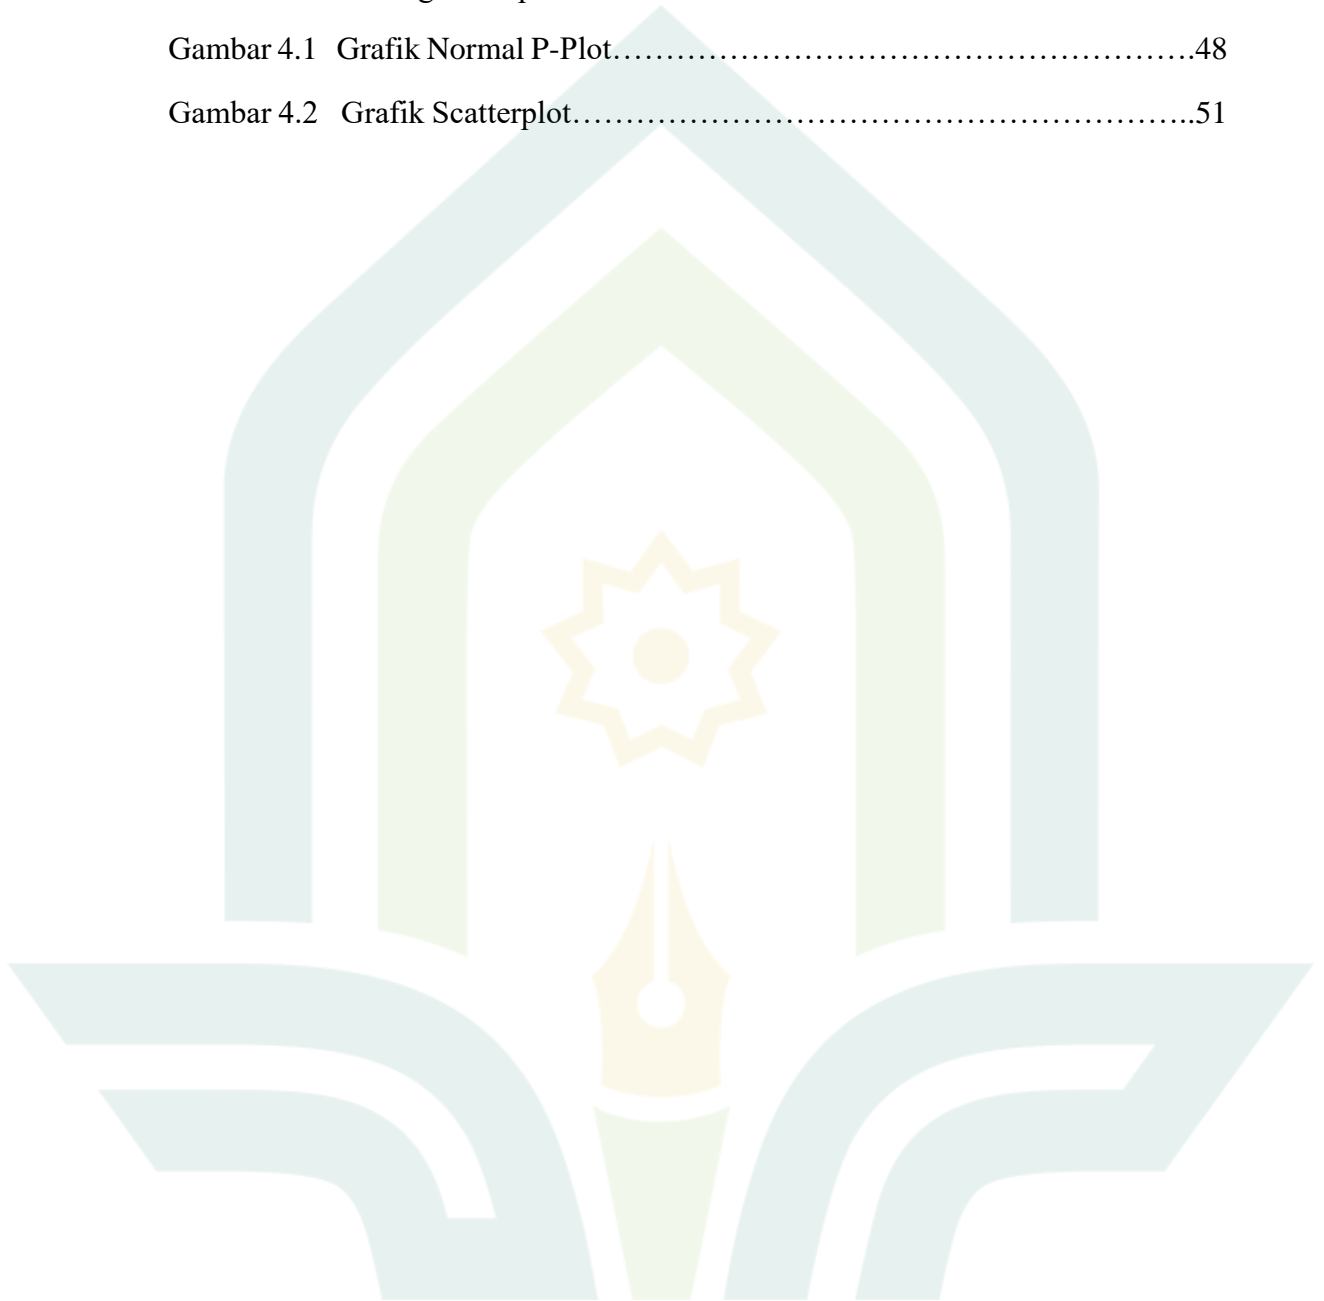 Gambar 4.1 Grafik Normal P-Plot……………………………………………….48
Gambar 4.2 Grafik Scatterplot…………………………………………………..51